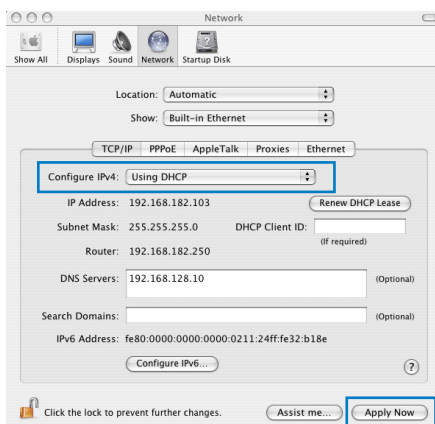 Network
Show All Displays Sound Network Startup Disk
Location: Automatic
Show: Built-in Ethernet
TCP/IP PPPoE AppleTalk Proxies Ethernet
Configure IPv4: Using DHCP
IP Address: 192.168.182.103 Renew DHCP Lease
Subnet Mask: 255.255.255.0 DHCP Client ID:
(If required)
Router: 192.168.182.250
DNS Servers: 192.168.128.10 (Optional)
Search Domains: (Optional)
IPv6 Address: fe80:0000:0000:0000:0211:24ff:fe32:b18e
Configure IPv6... ?
Click the lock to prevent further changes. Assist me... Apply Now